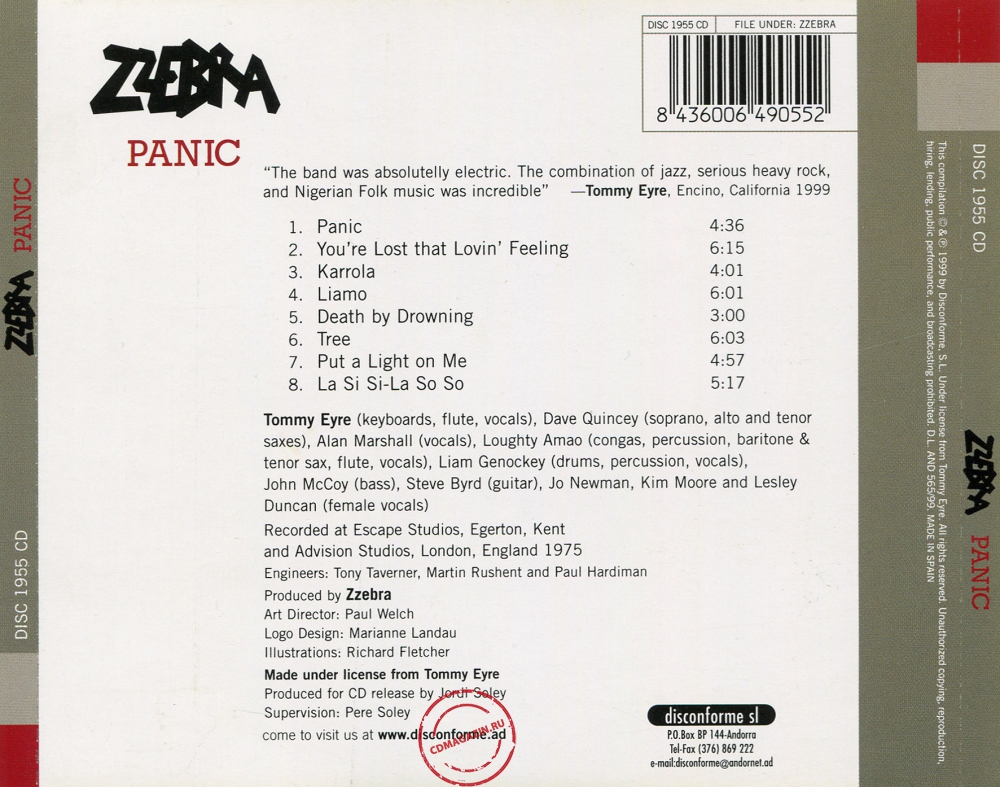 ZZEBRA
PANIC
DISC 1955 CD
FILE UNDER: ZZEBRA
8 436006 490552
“The band was absolutelly electric. The combination of jazz, serious heavy rock,
and Nigerian Folk music was incredible” —Tommy Eyre, Encino, California 1999
1. Panic 4:36
2. You're Lost that Lovin' Feeling 6:15
3. Karrola 4:01
4. Liamo 6:01
5. Death by Drowning 3:00
6. Tree 6:03
7. Put a Light on Me 4:57
8. La Si Si-La So So 5:17
Tommy Eyre (keyboards, flute, vocals), Dave Quincey (soprano, alto and tenor
saxes), Alan Marshall (vocals), Loughty Amao (congas, percussion, baritone &
tenor sax, flute, vocals), Liam Genockey (drums, percussion, vocals),
John McCoy (bass), Steve Byrd (guitar), Jo Newman, Kim Moore and Lesley
Duncan (female vocals)
Recorded at Escape Studios, Egerton, Kent
and Advision Studios, London, England 1975
Engineers: Tony Taverner, Martin Rushent and Paul Hardiman
Produced by Zzebra
Art Director: Paul Welch
Logo Design: Marianne Landau
Illustrations: Richard Fletcher
Made under license from Tommy Eyre
Produced for CD release by Jordi Soley
Supervision: Pere Soley
come to visit us at www.disconforme.ad
CDMAGAZIN.RU
disconforme sl
P.O.Box BP 144-Andorra
Tel-Fax (376) 869 222
e-mail:disconforme@andornet.ad
DISC 1955 CD
ZZEBRA
PANIC
DISC 1955 CD
ZZEBRA
PANIC
This compilation © & ℗ 1999 by Disconforme, S.L. Under license from Tommy Eyre. All rights reserved. Unauthorized copying, reproduction,
hiring, lending, public performance, and broadcasting prohibited. D.L. AND 565/99. MADE IN SPAIN